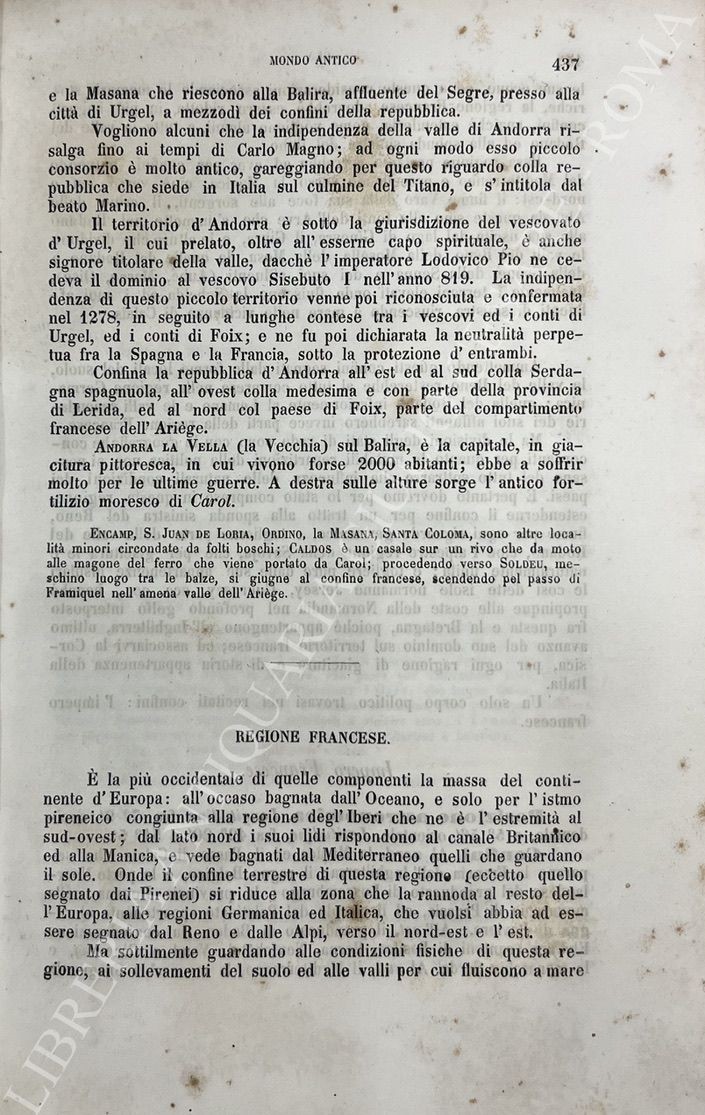 MONDO ANTICO
437
e la Masana che riescono alla Balira, affluente del Segre, presso alla
città di Urgel, a mezzodì dei confini della repubblica.
Vogliono alcuni che la indipendenza della valle di Andorra ri-
salga fino ai tempi di Carlo Magno; ad ogni modo esso piccolo
consorzio è molto antico, gareggiando per questo riguardo colla re-
pubblica che siede in Italia sul culmine del Titano, e s' intitola dal
beato Marino.
Il territorio d' Andorra è sotto la giurisdizione del vescovato
d' Urgel, il cui prelato, oltre all' esserne capo spirituale, è anche
signore titolare della valle, dacchè l' imperatore Lodovico Pio ne ce-
deva il dominio al vescovo Sisebuto I nell' anno 819. La indipen-
denza di questo piccolo territorio venne poi riconosciuta e confermata
nel 1278, in seguito a lunghe contese tra i vescovi ed i conti di
Urgel, ed i conti di Foix; e ne fu poi dichiarata la neutralità perpe-
tua fra la Spagna e la Francia, sotto la protezione d' entrambi.
Confina la repubblica d' Andorra all' est ed al sud colla Serda-
gna spagnuola, all' ovest colla medesima e con parte della provincia
di Lerida, ed al nord col paese di Foix, parte del compartimento
francese dell' Ariège.
ANDORRA LA VELLA (la Vecchia) sul Balira, è la capitale, in gia-
citura pittoresca, in cui vivono forse 2000 abitanti; ebbe a soffrir
molto per le ultime guerre. A destra sulle alture sorge l' antico for-
tilizio moresco di Carol.
ENCAMP, S. JUAN DE LORIA, ORDINO, la MASANA, SANTA COLOMA, sono altre loca-
lità minori circondate da folti boschi; CALDOS è un casale sur un rivo che da moto
alle magone del ferro che viene portato da Carol; procedendo verso SOLDEU, me-
schino luogo tra le balze, si giugne al confine francese, scendendo pel passo di
Framiquel nell' amena valle dell' Ariège.
REGIONE FRANCESE.
È la più occidentale di quelle componenti la massa del conti-
nente d' Europa: all' occaso bagnata dall' Oceano, e solo per l' istmo
pireneico congiunta alla regione degl' Iberi che ne è l' estremità al
sud-ovest; dal lato nord i suoi lidi rispondono al canale Britannico
ed alla Manica, e vede bagnati dal Mediterraneo quelli che guardano
il sole. Onde il confine terrestre di questa regione (eccetto quello
segnato dai Pirenei) si riduce alla zona che la rannoda al resto del-
l' Europa, alle regioni Germanica ed Italica, che vuolsi abbia ad es-
sere segnato dal Reno e dalle Alpi, verso il nord-est e l' est.
Ma sottilmente guardando alle condizioni fisiche di questa re-
gione, ai sollevamenti del suolo ed alle valli per cui fluiscono a mare